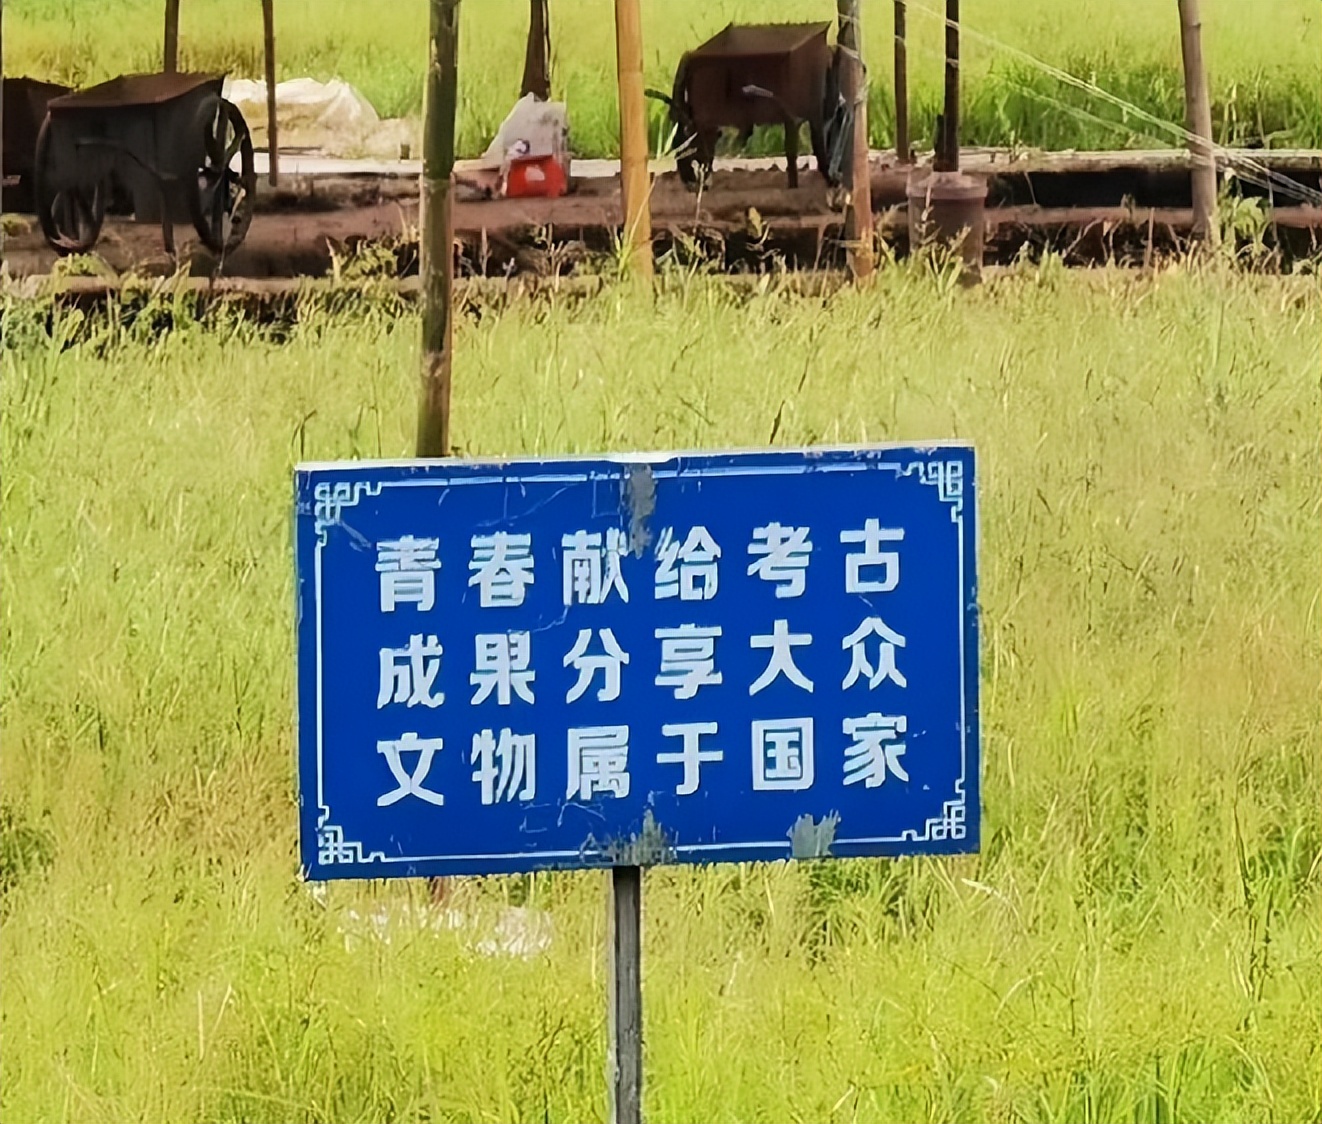 青春献给考古
成果分享大众
文物属于国家